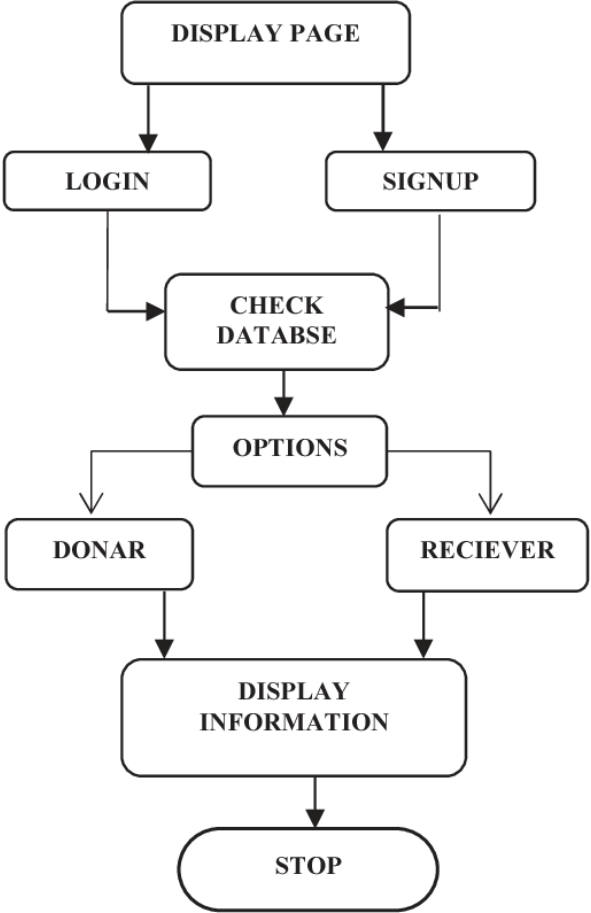 DISPLAY PAGE
LOGIN
SIGNUP
CHECK
DATABSE
OPTIONS
DONAR
RECIEVER
DISPLAY
INFORMATION
STOP